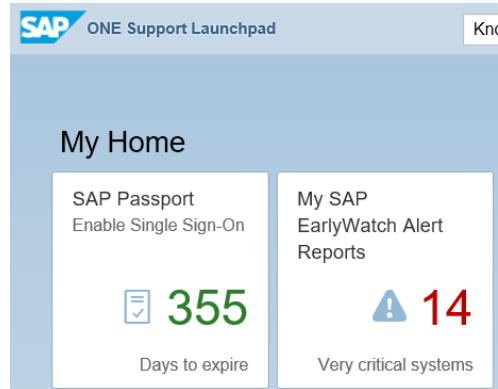 SAP ONE Support Launchpad
My Home
SAP Passport
Enable Single Sign-On
355
Days to expire
My SAP
EarlyWatch Alert
Reports
14
Very critical systems